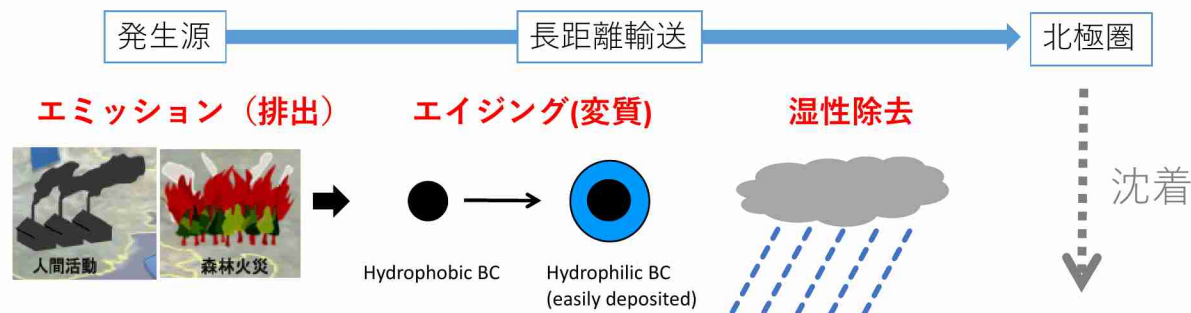 発生源
長距離輸送
北極圏
エミッション（排出）
エイジング(変質)
湿性除去
人間活動
森林火災
Hydrophobic BC
Hydrophilic BC
(easily deposited)
沈着